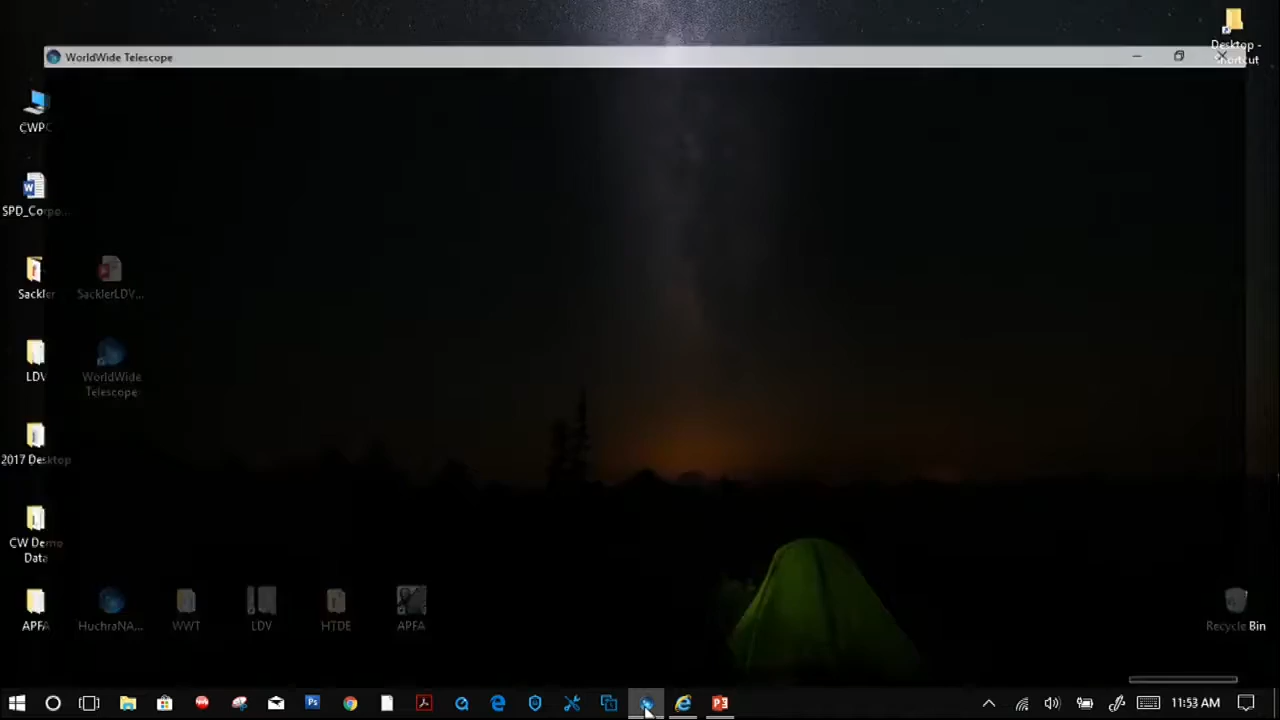 Desktop -
Shortcut
WorldWide Telescope
CWPC
SPD_Corpo...
Sackler
SacklerLDV...
LDV
WorldWide
Telescope
2017 Desktop
CW Demo
Data
APFA
HuchraNA...
WWT
LDV
HTDE
APFA
Recycle Bin
11:53 AM